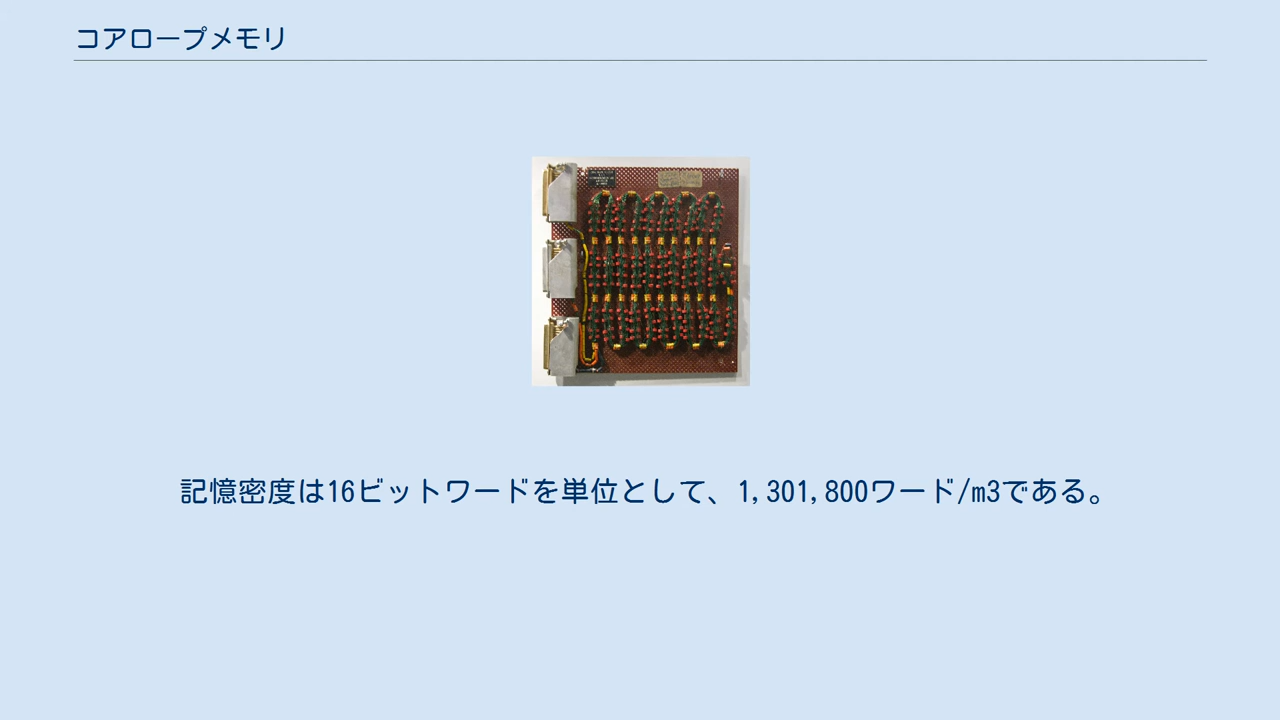 コアロープメモリ
記憶密度は16ビットワードを単位として、1,301,800ワード/m3である。